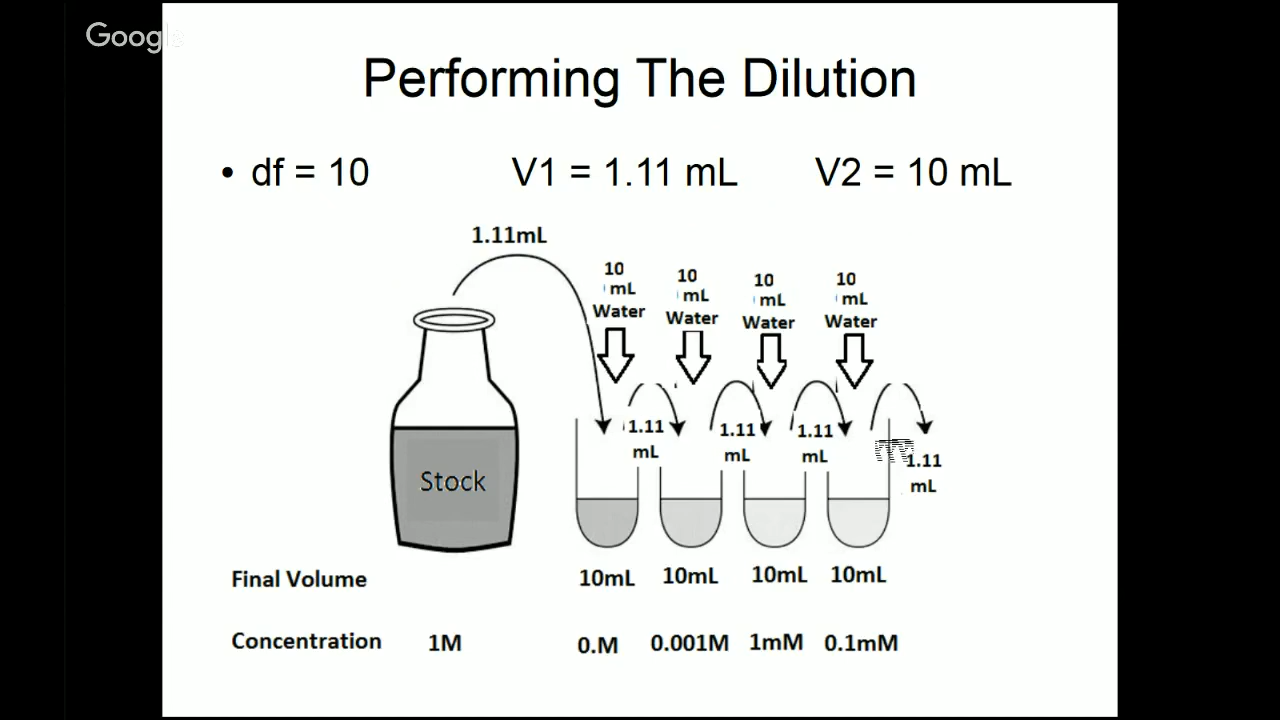 Google
Performing The Dilution
• df = 10 V1 = 1.11 mL V2 = 10 mL
1.11mL
10
mL
Water
10
mL
Water
10
mL
Water
10
mL
Water
1.11
mL
1.11
mL
1.11
mL
1.11
mL
Stock
Final Volume 10mL 10mL 10mL 10mL
Concentration 1M 0.M 0.001M 1mM 0.1mM